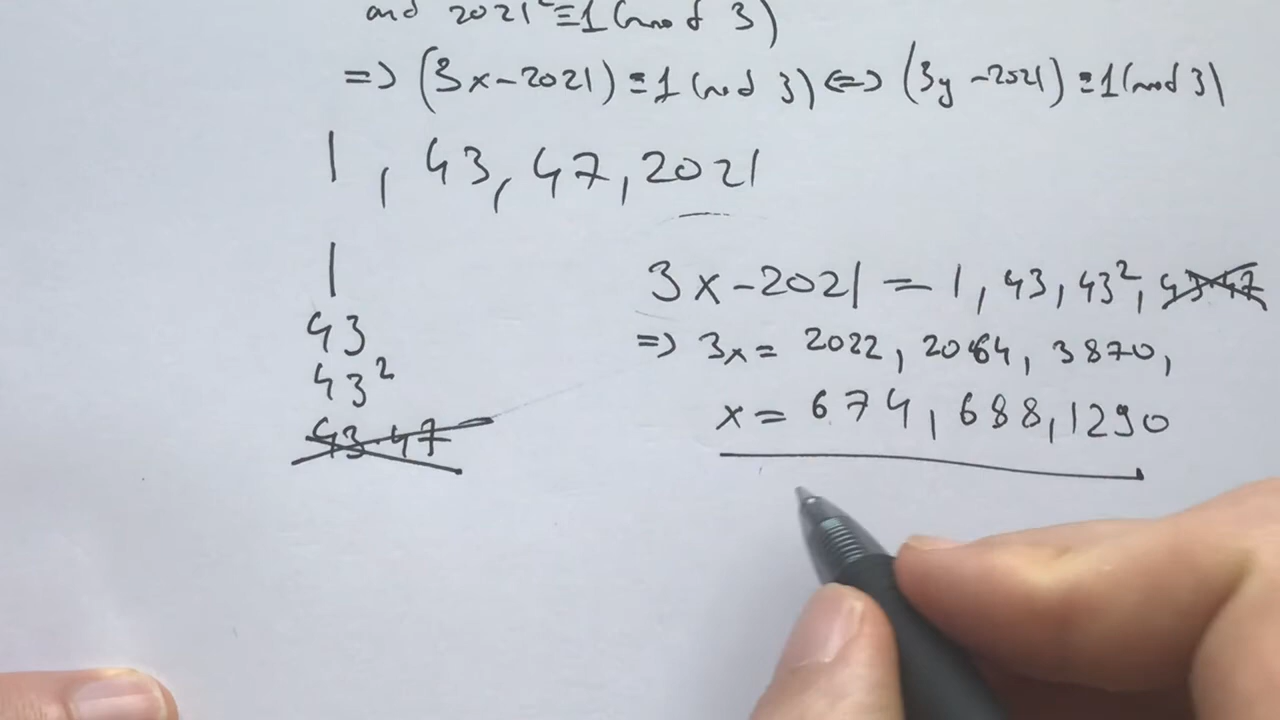 and 2021² ≡ 1 (mod 3)
=> (3x-2021) ≡ 1 (mod 3) <=> (3y-2021) ≡ 1 (mod 3)
1, 43, 47, 2021
1
43
43²
43·47
3x-2021 = 1, 43, 43², 43·47
=> 3x = 2022, 2064, 3870,
x = 674, 688, 1290